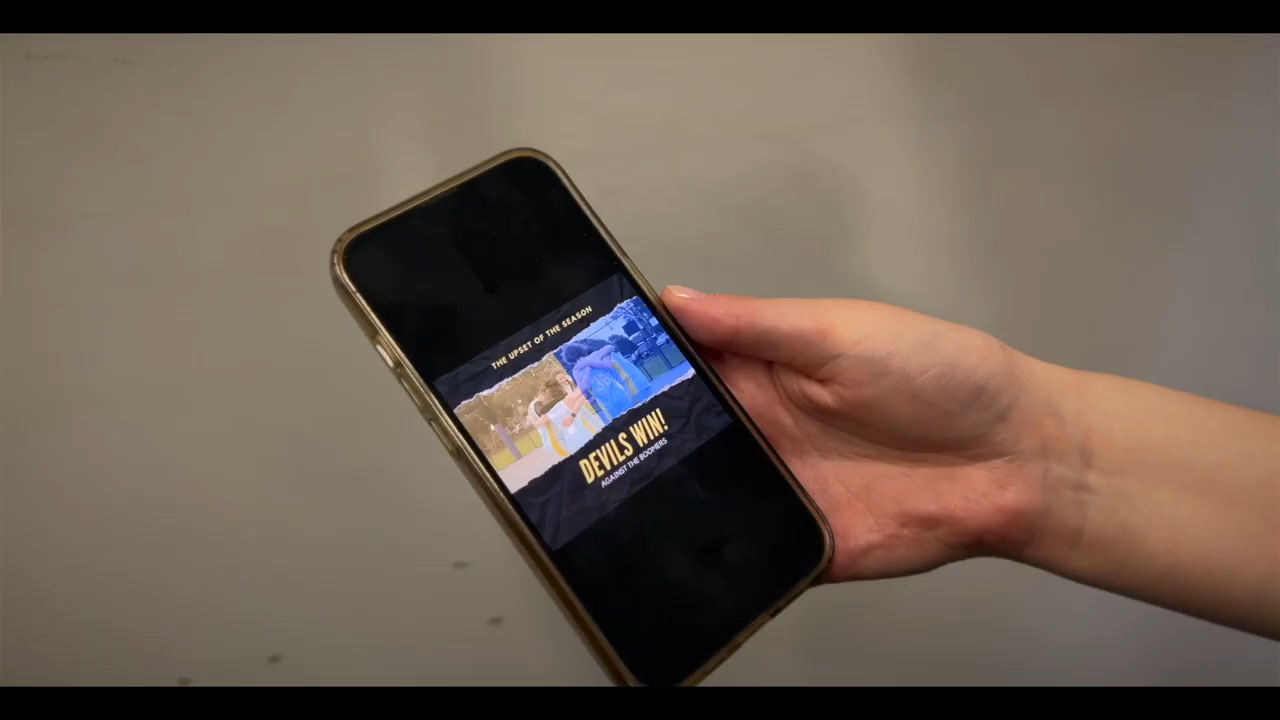 THE UPSET OF THE SEASON
DEVILS WIN!
AGAINST THE BOOMERS